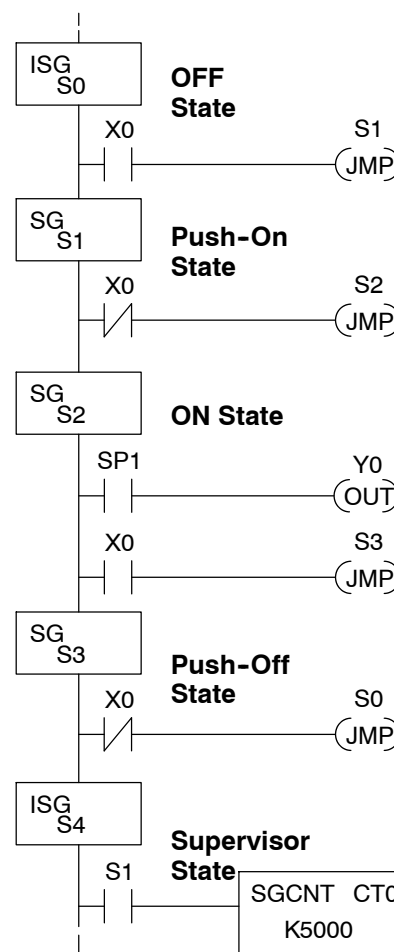 ISG
S0
OFF
State
X0
S1
JMP
SG
S1
Push-On
State
X0
S2
JMP
SG
S2
ON State
SP1
Y0
OUT
X0
S3
JMP
SG
S3
Push-Off
State
X0
S0
JMP
ISG
S4
Supervisor
State
S1
SGCNT CT0
K5000